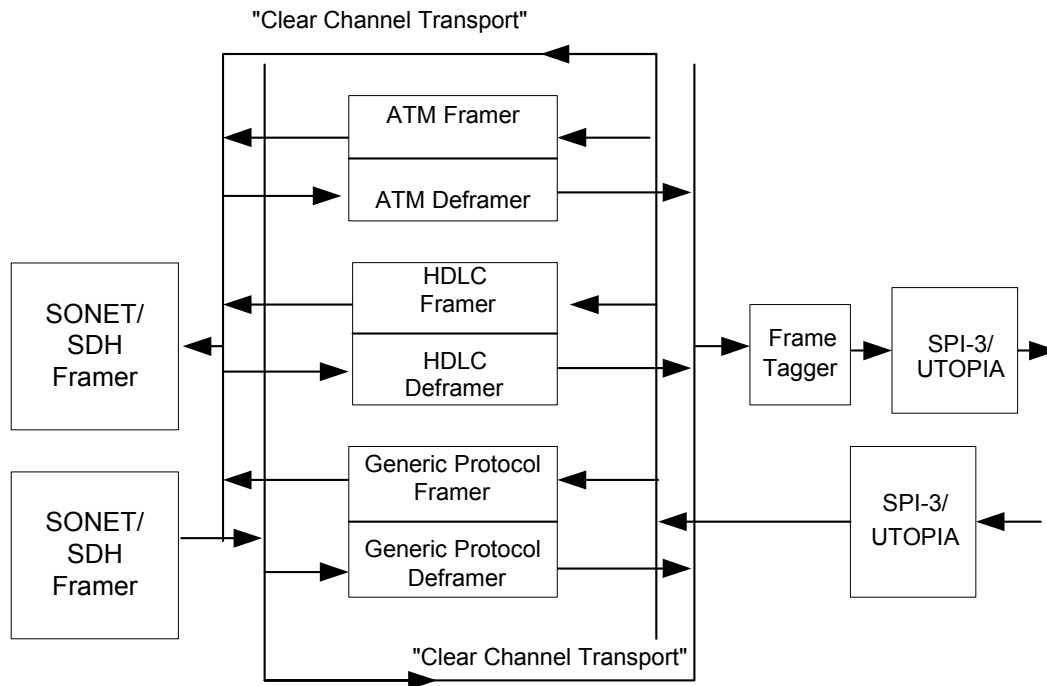 "Clear Channel Transport"
ATM Framer
ATM Deframer
HDLC
Framer
HDLC
Deframer
Generic Protocol
Framer
Generic Protocol
Deframer
SONET/
SDH
Framer
SONET/
SDH
Framer
Frame
Tagger
SPI-3/
UTOPIA
SPI-3/
UTOPIA
"Clear Channel Transport"